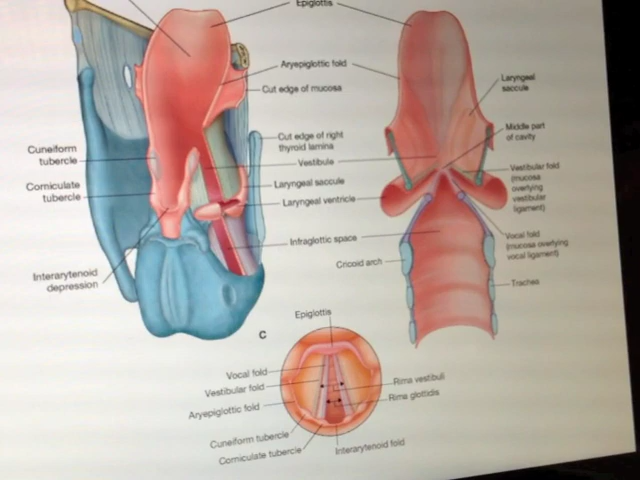 Epiglottis
Aryepiglottic fold
Cut edge of mucosa
Cut edge of right
thyroid lamina
Vestibule
Laryngeal saccule
Laryngeal ventricle
Infraglottic space
Cricoid arch
Cuneiform
tubercle
Corniculate
tubercle
Interarytenoid
depression
Laryngeal
saccule
Middle part
of cavity
Vestibular fold
(mucosa
overlying
vestibular
ligament)
Vocal fold
(mucosa overlying
vocal ligament)
Trachea
C
Epiglottis
Vocal fold
Vestibular fold
Aryepiglottic fold
Cuneiform tubercle
Corniculate tubercle
Rima vestibuli
Rima glottidis
Interarytenoid fold